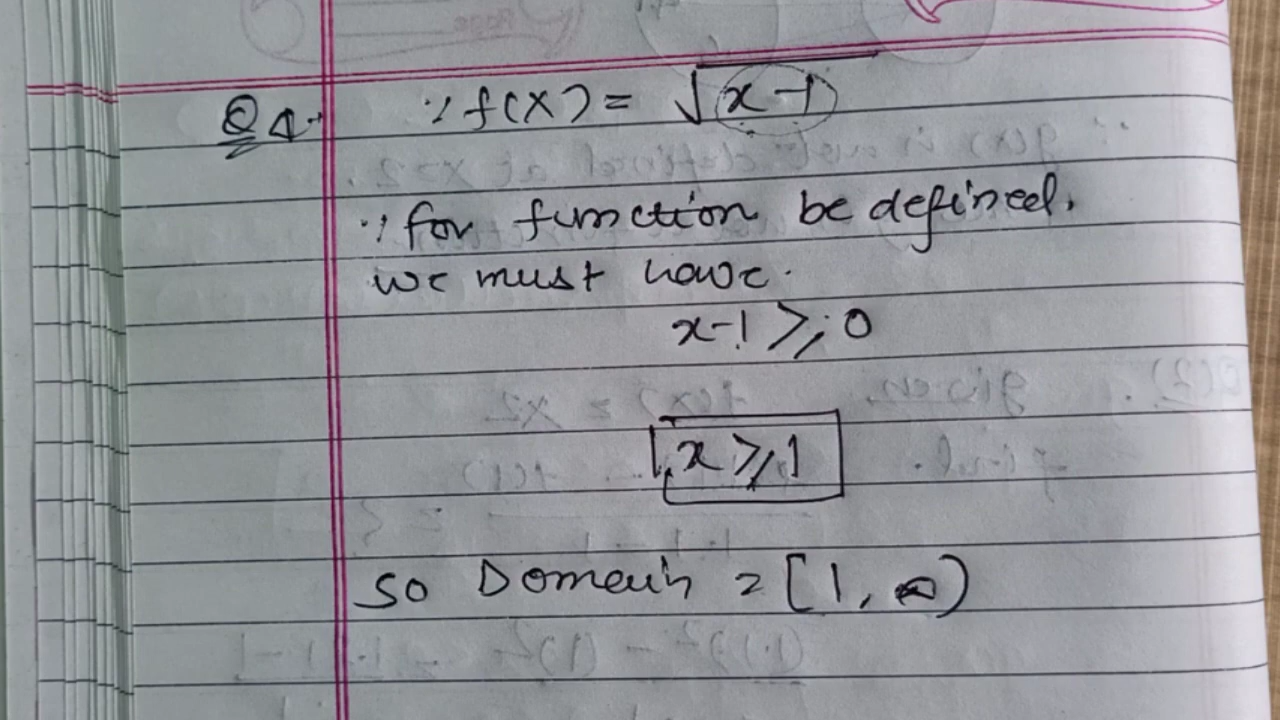 Q4. ∵ f(x) = √x-1
∵ for function be defined.
we must have.
x-1 ≥ 0
x ≥ 1
so Domain = [1, ∞)